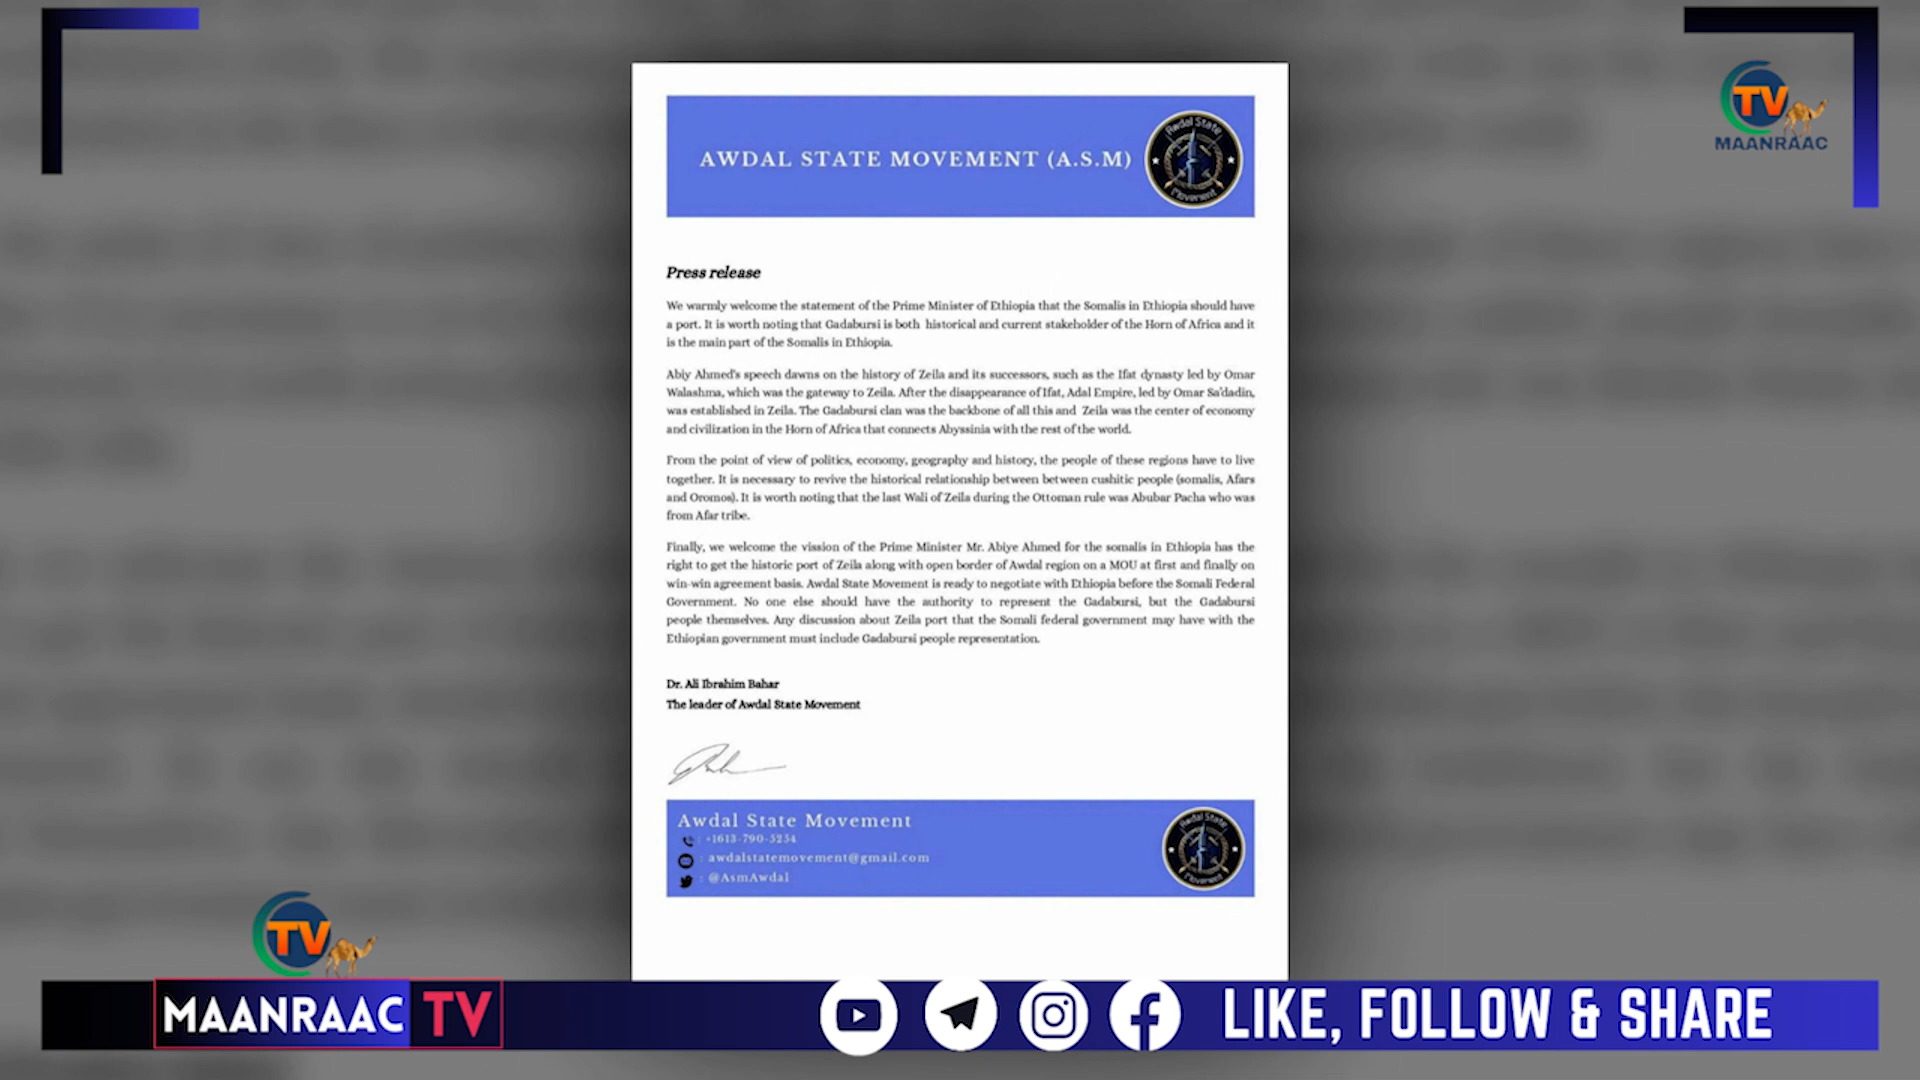 TV
MAANRAAC
AWDAL STATE MOVEMENT (A.S.M)
Awdal State
Movement
Press release
We warmly welcome the statement of the Prime Minister of Ethiopia that the Somalis in Ethiopia should have
a port. It is worth noting that Gadabursi is both historical and current stakeholder of the Horn of Africa and it
is the main part of the Somalis in Ethiopia.
Abiy Ahmed's speech dawns on the history of Zeila and its successors, such as the Ifat dynasty led by Omar
Walashma, which was the gateway to Zeila. After the disappearance of Ifat, Adal Empire, led by Omar Sa'dadin,
was established in Zeila. The Gadabursi clan was the backbone of all this and Zeila was the center of economy
and civilization in the Horn of Africa that connects Abyssinia with the rest of the world.
From the point of view of politics, economy, geography and history, the people of these regions have to live
together. It is necessary to revive the historical relationship between between cushitic people (somalis, Afars
and Oromos). It is worth noting that the last Wali of Zeila during the Ottoman rule was Abubar Pacha who was
from Afar tribe.
Finally, we welcome the vission of the Prime Minister Mr. Abiye Ahmed for the somalis in Ethiopia has the
right to get the historic port of Zeila along with open border of Awdal region on a MOU at first and finally on
win-win agreement basis. Awdal State Movement is ready to negotiate with Ethiopia before the Somali Federal
Government. No one else should have the authority to represent the Gadabursi, but the Gadabursi
people themselves. Any discussion about Zeila port that the Somali federal government may have with the
Ethiopian government must include Gadabursi people representation.
Dr. Ali Ibrahim Bahar
The leader of Awdal State Movement
Awdal State Movement
: +1613-790-5254
: awdalstatemovement@gmail.com
: @AsmAwdal
Awdal State
Movement
TV
MAANRAAC TV
LIKE, FOLLOW & SHARE